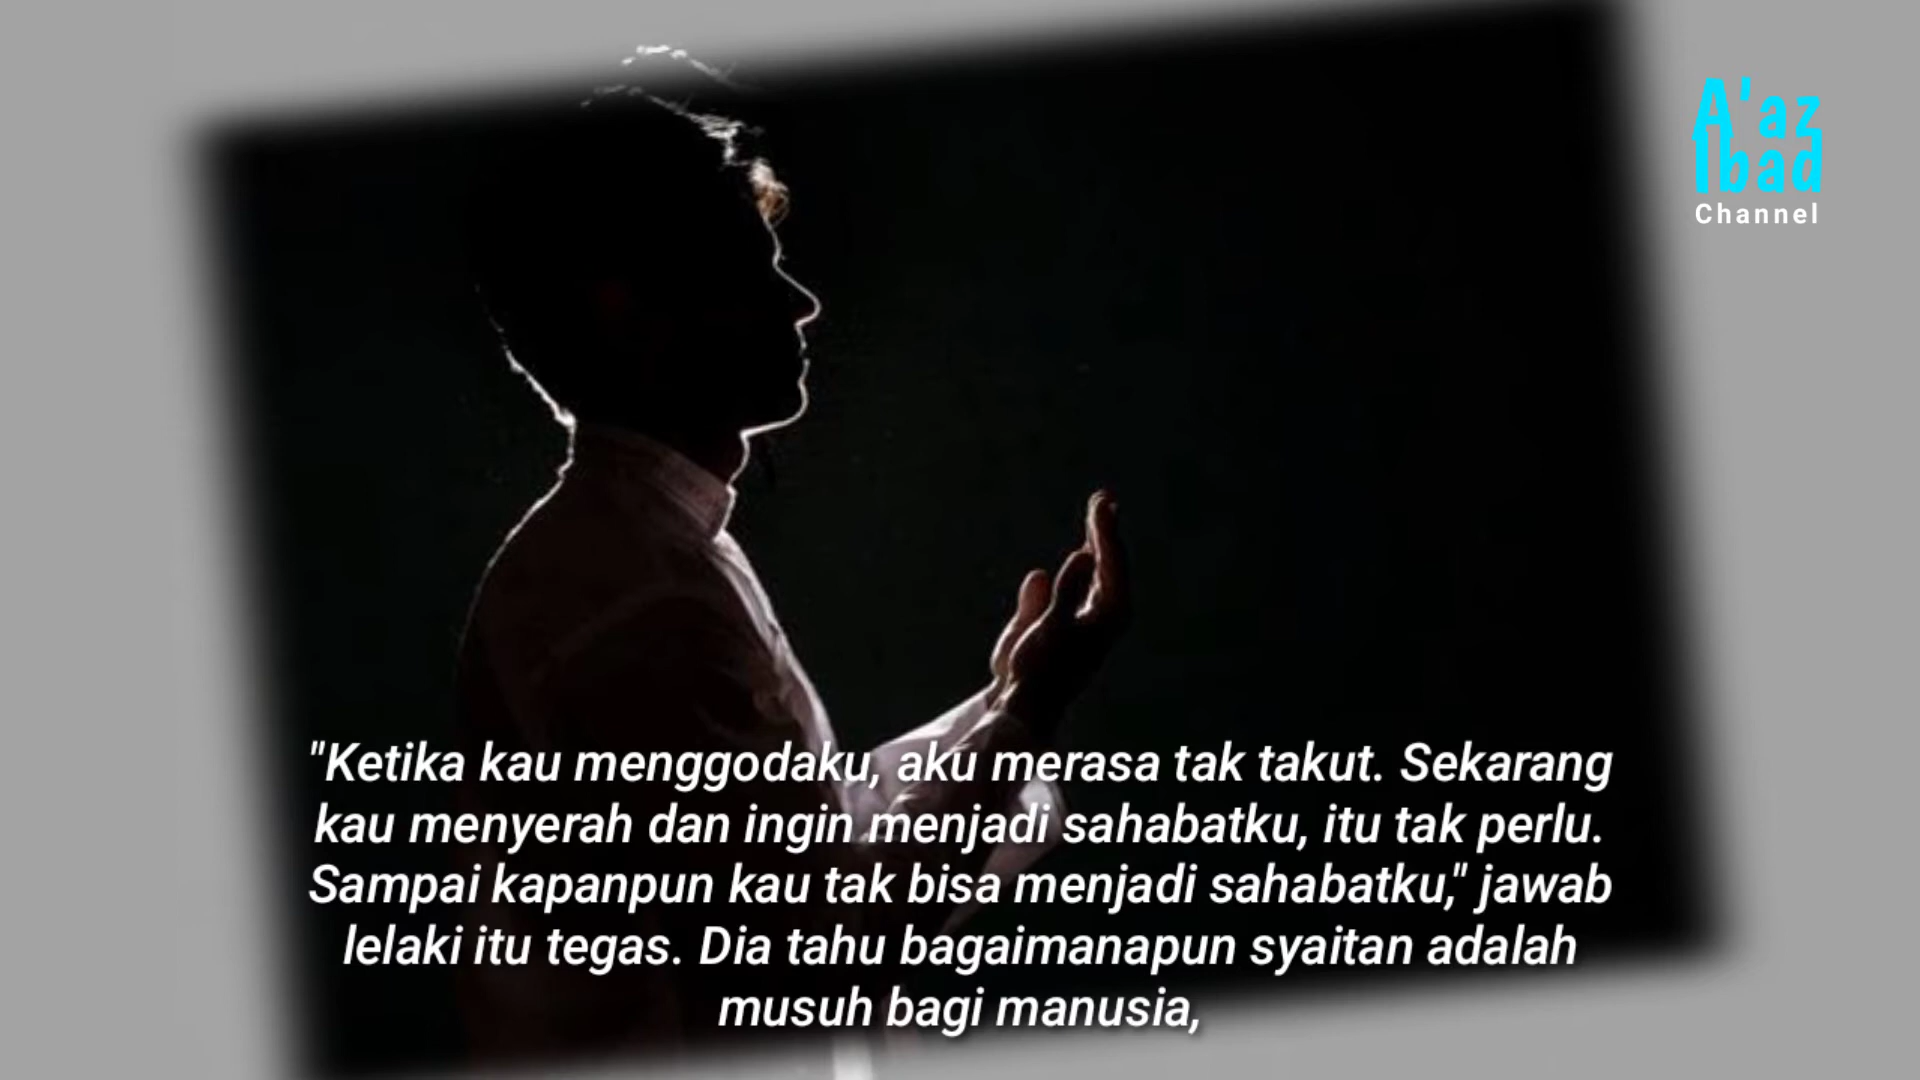 A'az
Ibad
Channel
"Ketika kau menggodaku, aku merasa tak takut. Sekarang
kau menyerah dan ingin menjadi sahabatku, itu tak perlu.
Sampai kapanpun kau tak bisa menjadi sahabatku," jawab
lelaki itu tegas. Dia tahu bagaimanapun syaitan adalah
musuh bagi manusia,